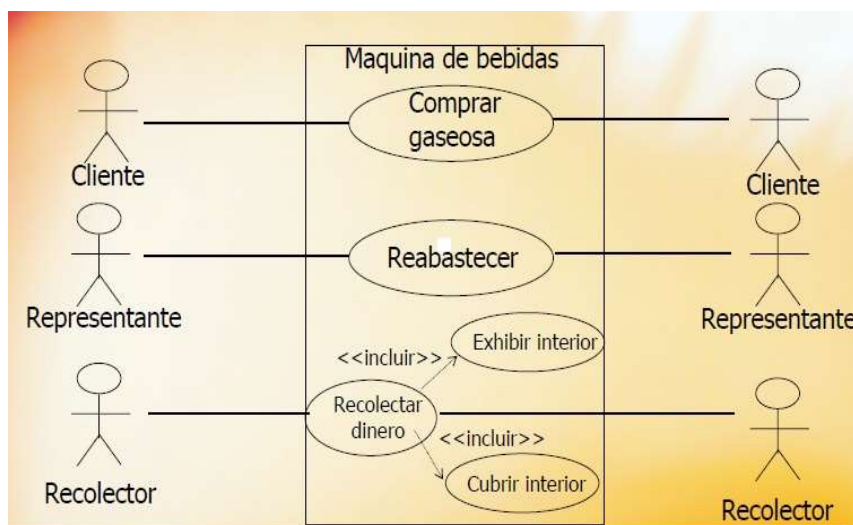 Maquina de bebidas
Comprar
gaseosa
Cliente
Cliente
Reabastecer
Representante
Representante
Exhibir interior
<<incluir>>
Recolectar
dinero
<<incluir>>
Cubrir interior
Recolector
Recolector